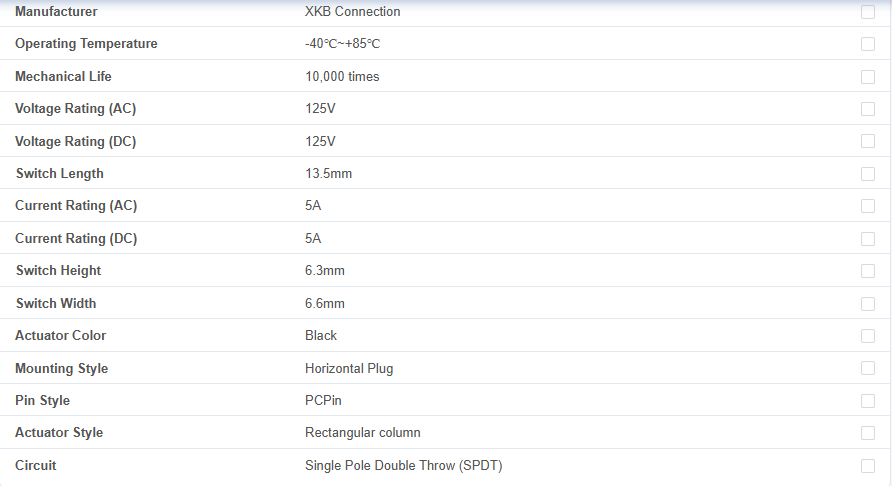 Manufacturer XKB Connection
Operating Temperature -40℃~+85℃
Mechanical Life 10,000 times
Voltage Rating (AC) 125V
Voltage Rating (DC) 125V
Switch Length 13.5mm
Current Rating (AC) 5A
Current Rating (DC) 5A
Switch Height 6.3mm
Switch Width 6.6mm
Actuator Color Black
Mounting Style Horizontal Plug
Pin Style PCPin
Actuator Style Rectangular column
Circuit Single Pole Double Throw (SPDT)